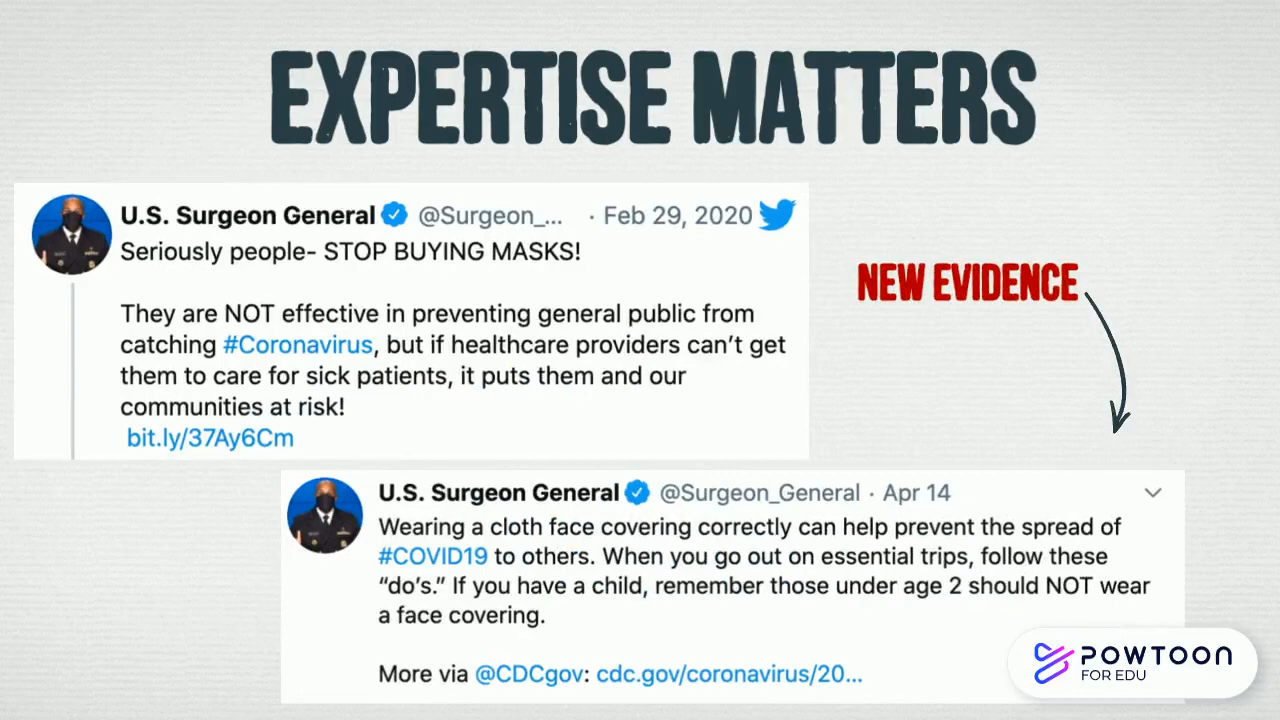 EXPERTISE MATTERS
U.S. Surgeon General @Surgeon_... · Feb 29, 2020
Seriously people- STOP BUYING MASKS!
They are NOT effective in preventing general public from
catching #Coronavirus, but if healthcare providers can’t get
them to care for sick patients, it puts them and our
communities at risk!
bit.ly/37Ay6Cm
NEW EVIDENCE
U.S. Surgeon General @Surgeon_General · Apr 14
Wearing a cloth face covering correctly can help prevent the spread of
#COVID19 to others. When you go out on essential trips, follow these
“do’s.” If you have a child, remember those under age 2 should NOT wear
a face covering.
More via @CDCgov: cdc.gov/coronavirus/20...
POWTOON
FOR EDU